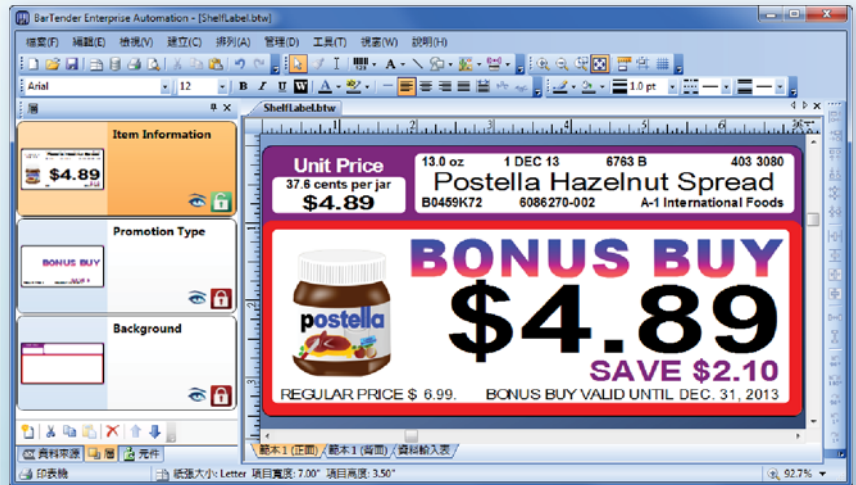 BarTender Enterprise Automation - [ShelfLabel.btw]
檔案(F) 編輯(E) 檢視(V) 建立(C) 排列(A) 管理(D) 工具(T) 視窗(W) 說明(H)
Arial 12 B I U W A 1.0 pt
層
ShelfLabel.btw
Item Information
$4.89
Promotion Type
BONUS BUY
Background
1 2 3 4 5 6
Unit Price
37.6 cents per jar
$4.89
13.0 oz 1 DEC 13 6763 B 403 3080
Postella Hazelnut Spread
B0459K72 6086270-002 A-1 International Foods
BONUS BUY
postella
$4.89
SAVE $2.10
REGULAR PRICE $ 6.99. BONUS BUY VALID UNTIL DEC. 31, 2013
資料來源 層 元件
範本1 (正面) 範本1 (背面) 資料輸入表
印表機 紙張大小: Letter 項目寬度: 7.00" 項目高度: 3.50" 92.7%